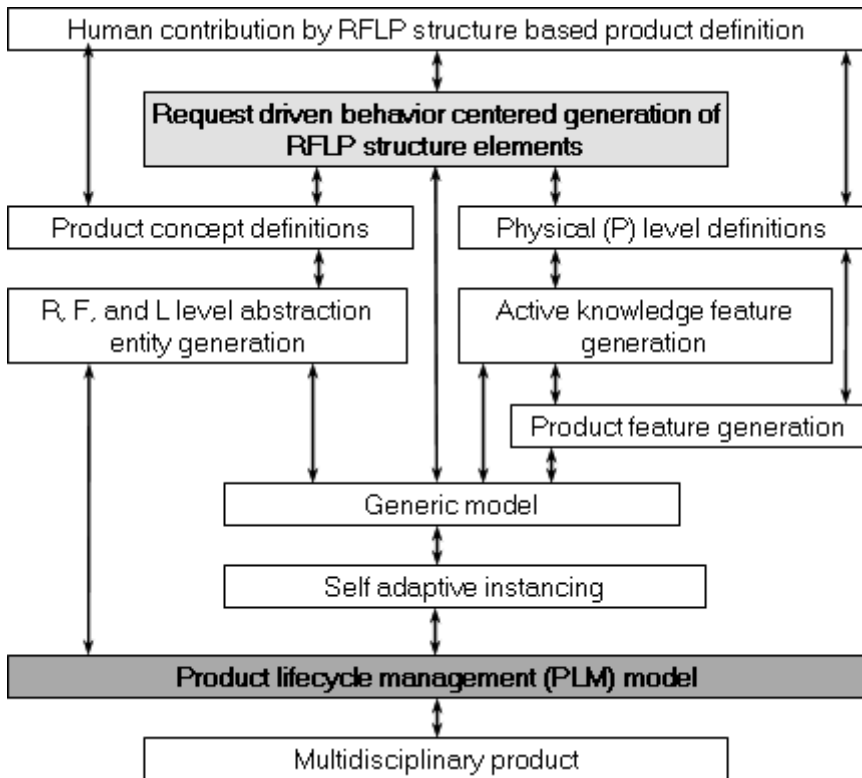 Human contribution by RFLP structure based product definition
Request driven behavior centered generation of
RFLP structure elements
Product concept definitions
Physical (P) level definitions
R, F, and L level abstraction
entity generation
Active knowledge feature
generation
Product feature generation
Generic model
Self adaptive instancing
Product lifecycle management (PLM) model
Multidisciplinary product